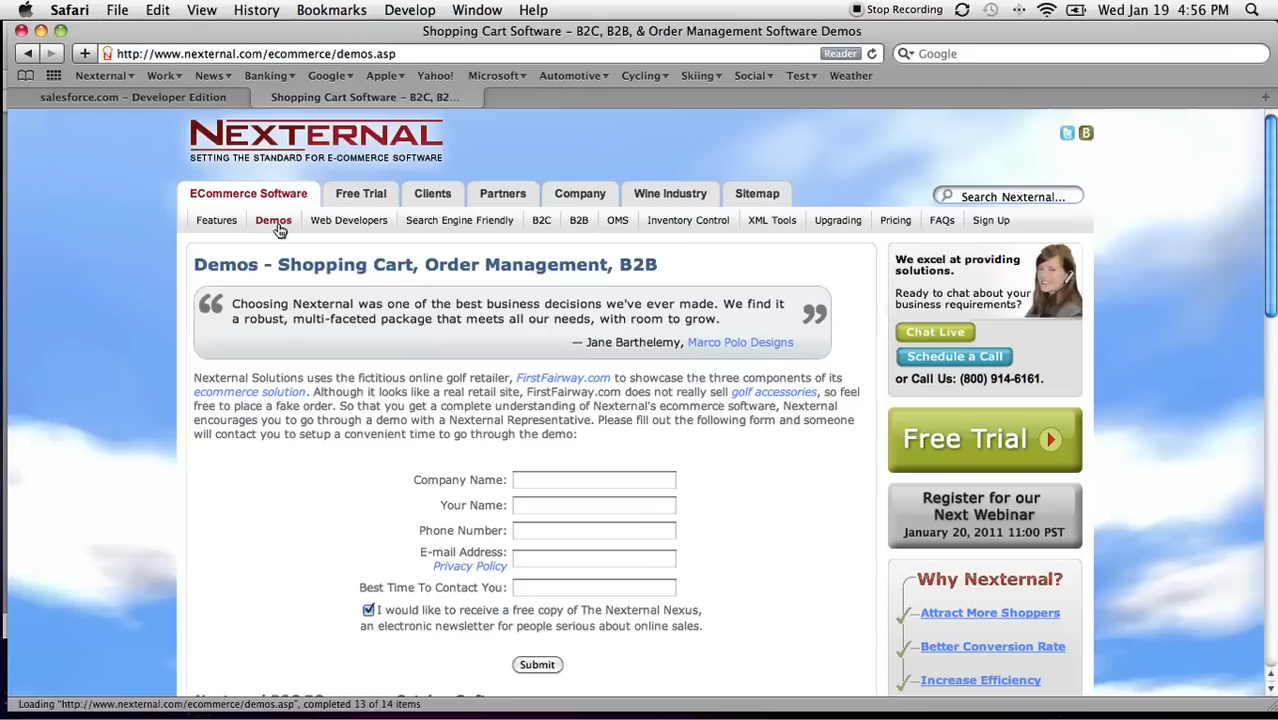 Safari File Edit View History Bookmarks Develop Window Help Stop Recording Wed Jan 19 4:56 PM
Shopping Cart Software – B2C, B2B, & Order Management Software Demos
http://www.nexternal.com/ecommerce/demos.asp Reader Google
Nexternal Work News Banking Google Apple Yahoo! Microsoft Automotive Cycling Skiing Social Test Weather
salesforce.com – Developer Edition Shopping Cart Software – B2C, B2...
NEXTERNAL
SETTING THE STANDARD FOR E-COMMERCE SOFTWARE
ECommerce Software Free Trial Clients Partners Company Wine Industry Sitemap Search Nexternal...
Features Demos Web Developers Search Engine Friendly B2C B2B OMS Inventory Control XML Tools Upgrading Pricing FAQs Sign Up
Demos - Shopping Cart, Order Management, B2B
“ Choosing Nexternal was one of the best business decisions we've ever made. We find it
a robust, multi-faceted package that meets all our needs, with room to grow. ”
— Jane Barthelemy, Marco Polo Designs
Nexternal Solutions uses the fictitious online golf retailer, FirstFairway.com to showcase the three components of its
ecommerce solution. Although it looks like a real retail site, FirstFairway.com does not really sell golf accessories, so feel
free to place a fake order. So that you get a complete understanding of Nexternal's ecommerce software, Nexternal
encourages you to go through a demo with a Nexternal Representative. Please fill out the following form and someone
will contact you to setup a convenient time to go through the demo:
Company Name:
Your Name:
Phone Number:
E-mail Address:
Privacy Policy
Best Time To Contact You:
I would like to receive a free copy of The Nexternal Nexus,
an electronic newsletter for people serious about online sales.
Submit
We excel at providing
solutions.
Ready to chat about your
business requirements?
Chat Live
Schedule a Call
or Call Us: (800) 914-6161.
Free Trial
Register for our
Next Webinar
January 20, 2011 11:00 PST
Why Nexternal?
Attract More Shoppers
Better Conversion Rate
Increase Efficiency
Loading "http://www.nexternal.com/ecommerce/demos.asp", completed 13 of 14 items